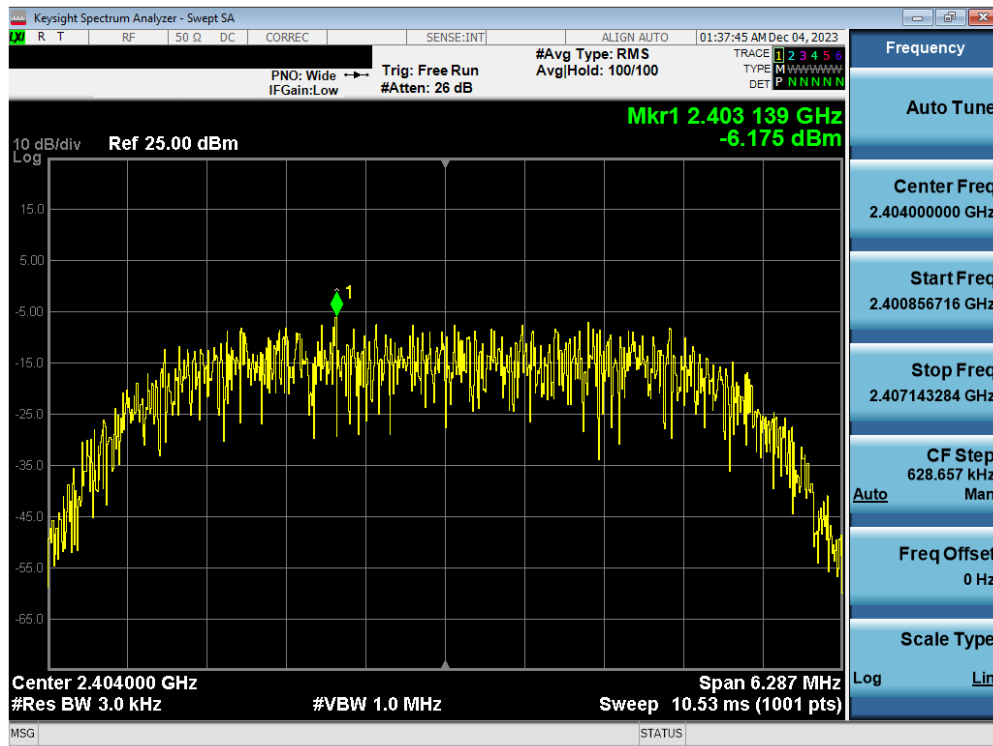 Keysight Spectrum Analyzer - Swept SA
LXI R T RF 50 Ω DC CORREC SENSE:INT ALIGN AUTO 01:37:45 AM Dec 04, 2023
PNO: Wide
IFGain:Low
Trig: Free Run
#Atten: 26 dB
#Avg Type: RMS
Avg|Hold: 100/100
TRACE 1 2 3 4 5 6
TYPE M W W W W W
DET P N N N N N
Mkr1 2.403 139 GHz
-6.175 dBm
10 dB/div Ref 25.00 dBm
Log
15.0
5.00
-5.00
-15.0
-25.0
-35.0
-45.0
-55.0
-65.0
1
Center 2.404000 GHz Span 6.287 MHz
#Res BW 3.0 kHz #VBW 1.0 MHz Sweep 10.53 ms (1001 pts)
MSG STATUS
Frequency
Auto Tune
Center Freq
2.404000000 GHz
Start Freq
2.400856716 GHz
Stop Freq
2.407143284 GHz
CF Step
628.657 kHz
Auto Man
Freq Offset
0 Hz
Scale Type
Log Lin